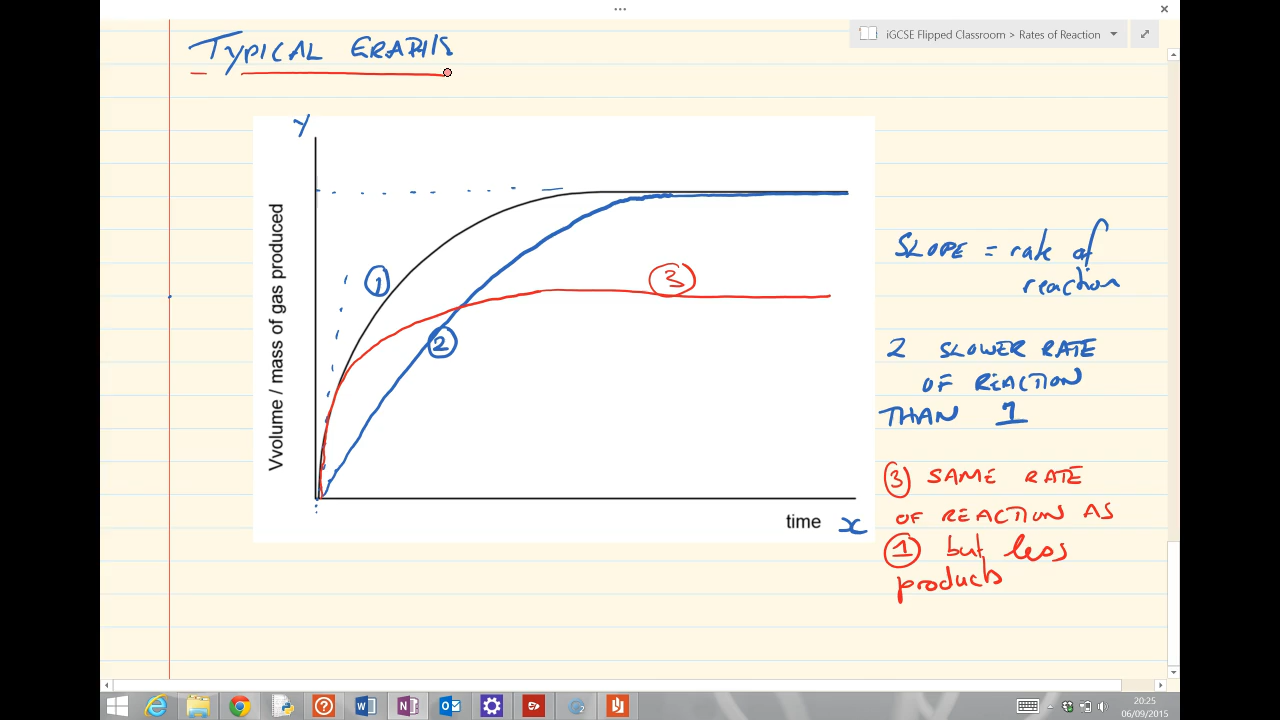 TYPICAL GRAPHS
iGCSE Flipped Classroom > Rates of Reaction
y
Vvolume / mass of gas produced
1
2
3
time x
SLOPE = rate of
reaction
2 SLOWER RATE
OF REACTION
THAN 1
3 SAME RATE
OF REACTION AS
1 but less
products
20:25
06/09/2015